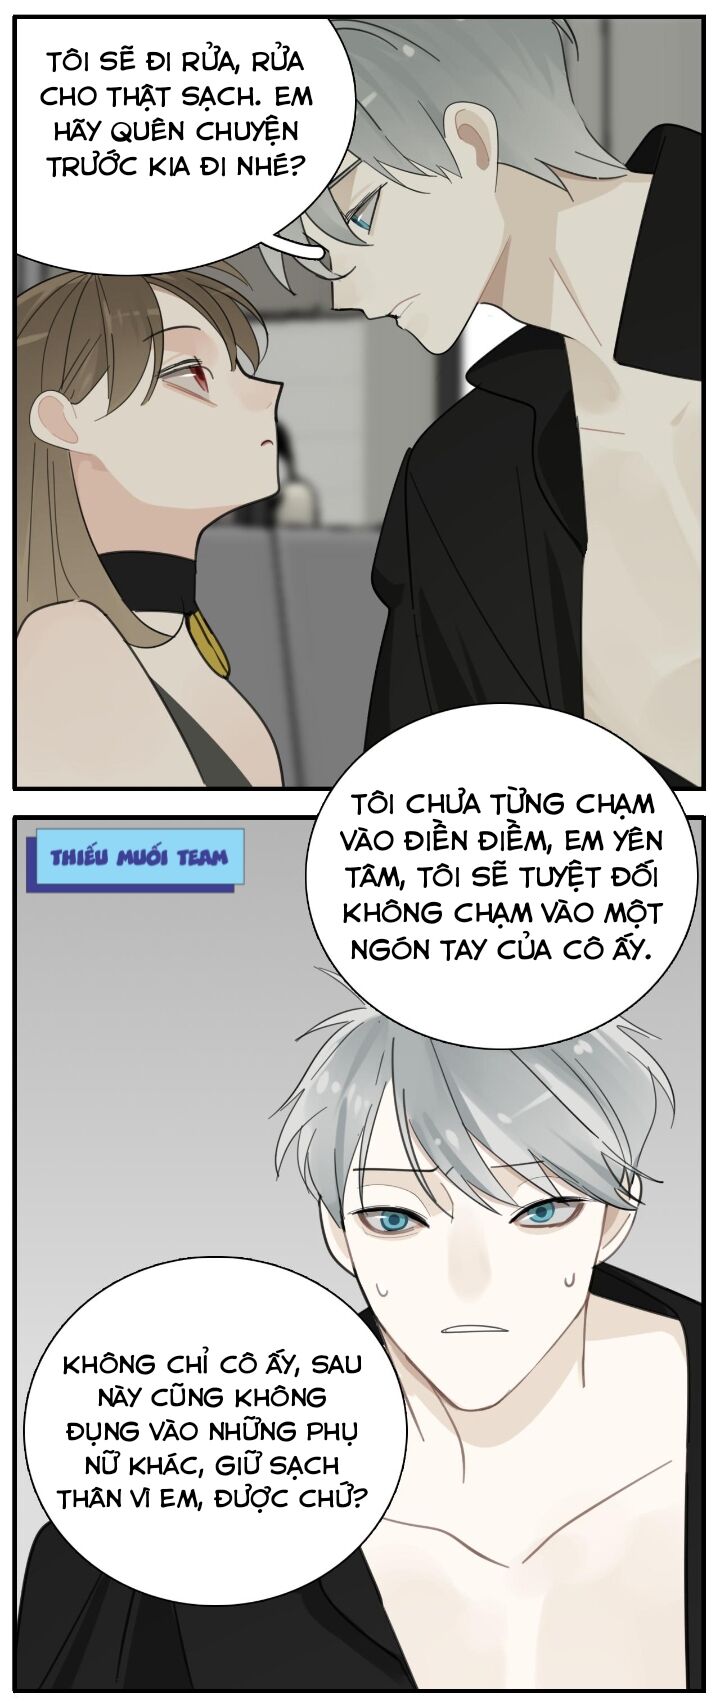 TÔI SẼ ĐI RỬA, RỬA
CHO THẬT SẠCH. EM
HÃY QUÊN CHUYỆN
TRƯỚC KIA ĐI NHÉ?
TÔI CHƯA TỪNG CHẠM
VÀO ĐIỀN ĐIỀM, EM YÊN
TÂM, TÔI SẼ TUYỆT ĐỐI
KHÔNG CHẠM VÀO MỘT
NGÓN TAY CỦA CÔ ẤY.
THIẾU MUỐI TEAM
KHÔNG CHỈ CÔ ẤY, SAU
NÀY CŨNG KHÔNG
ĐỤNG VÀO NHỮNG PHỤ
NỮ KHÁC, GIỮ SẠCH
THÂN VÌ EM, ĐƯỢC CHỨ?